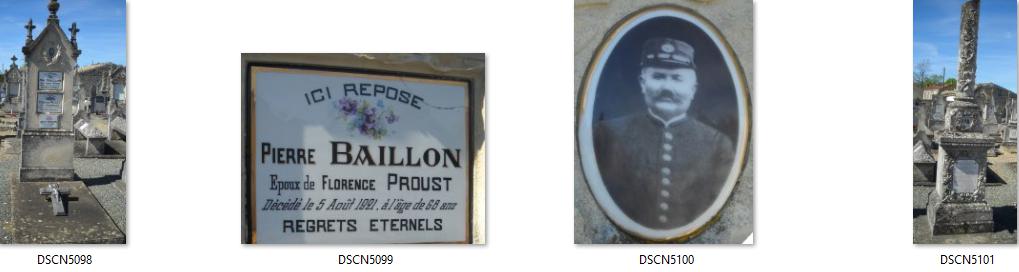 ICI REPOSE
PIERRE BAILLON
Epoux de FLORENCE PROUST
Décédé le 5 Août 1921, à l'âge de 68 ans
REGRETS ETERNELS
DSCN5098
DSCN5099
DSCN5100
DSCN5101